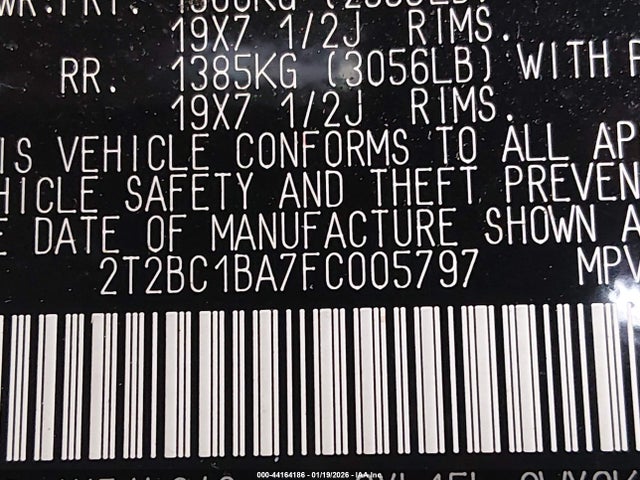 19X7 1/2J RIMS.
RR. 1385KG (3056LB) WITH
19X7 1/2J RIMS.
IS VEHICLE CONFORMS TO ALL AP
HICLE SAFETY AND THEFT PREVEN
E DATE OF MANUFACTURE SHOWN A
2T2BC1BA7FC005797 MPV
000-44164186 - 01/19/2026 - IAA Inc.